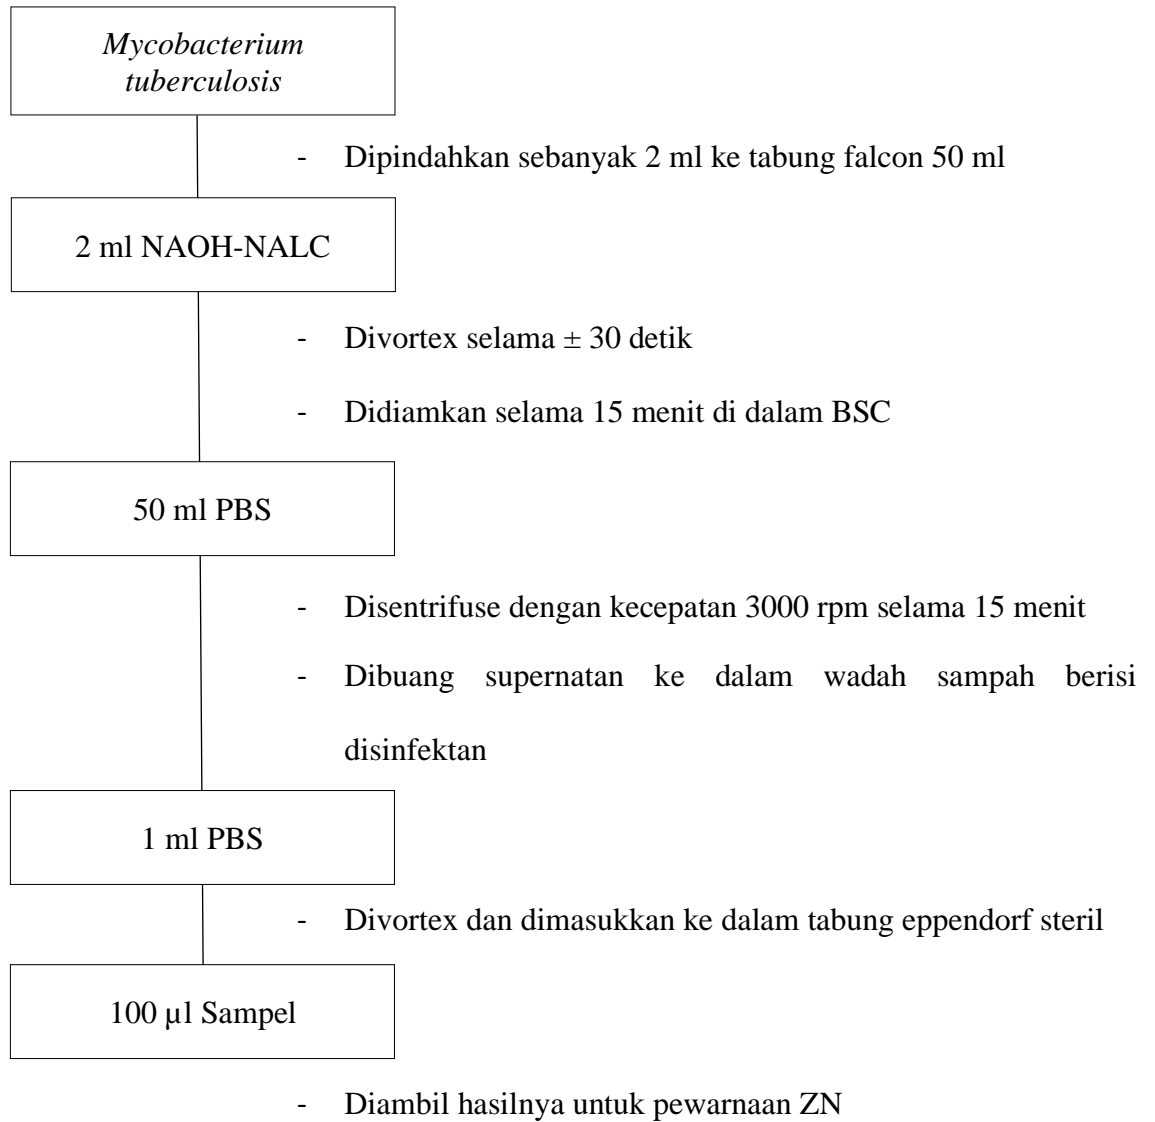 Mycobacterium
tuberculosis
- Dipindahkan sebanyak 2 ml ke tabung falcon 50 ml
2 ml NAOH-NALC
- Divortex selama ± 30 detik
- Didiamkan selama 15 menit di dalam BSC
50 ml PBS
- Disentrifuse dengan kecepatan 3000 rpm selama 15 menit
- Dibuang supernatan ke dalam wadah sampah berisi
disinfektan
1 ml PBS
- Divortex dan dimasukkan ke dalam tabung eppendorf steril
100 µl Sampel
- Diambil hasilnya untuk pewarnaan ZN